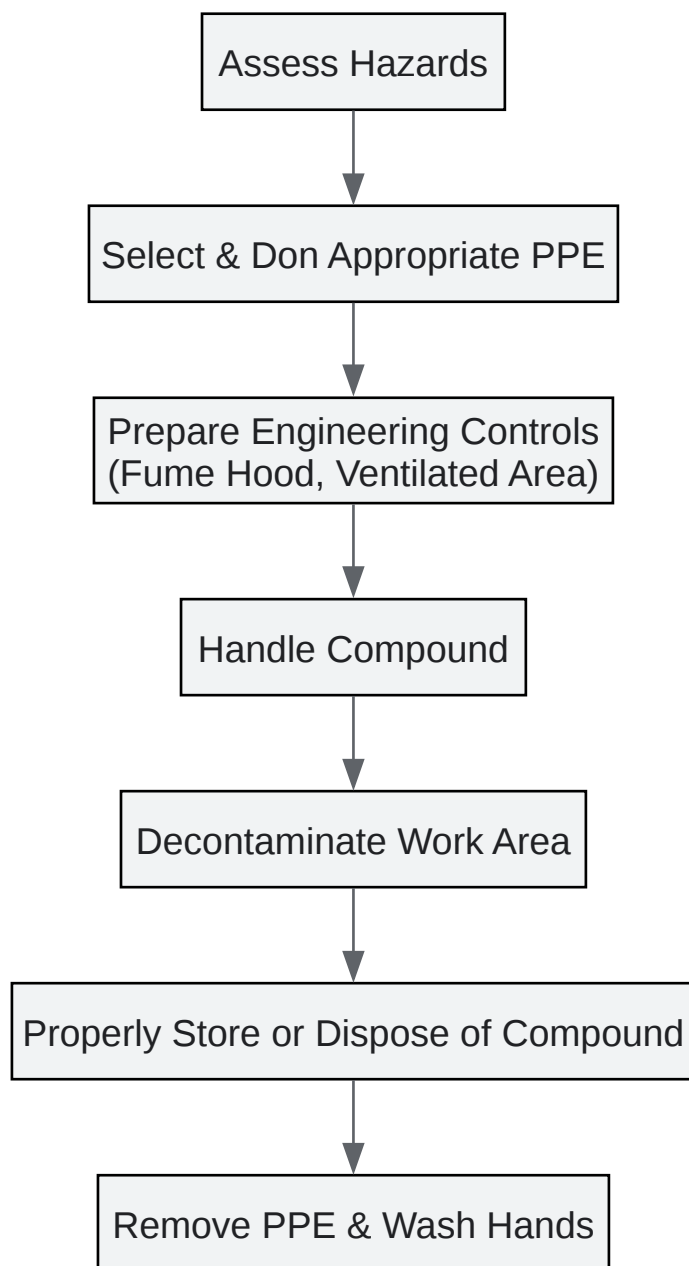 Assess Hazards
Select & Don Appropriate PPE
Prepare Engineering Controls
(Fume Hood, Ventilated Area)
Handle Compound
Decontaminate Work Area
Properly Store or Dispose of Compound
Remove PPE & Wash Hands